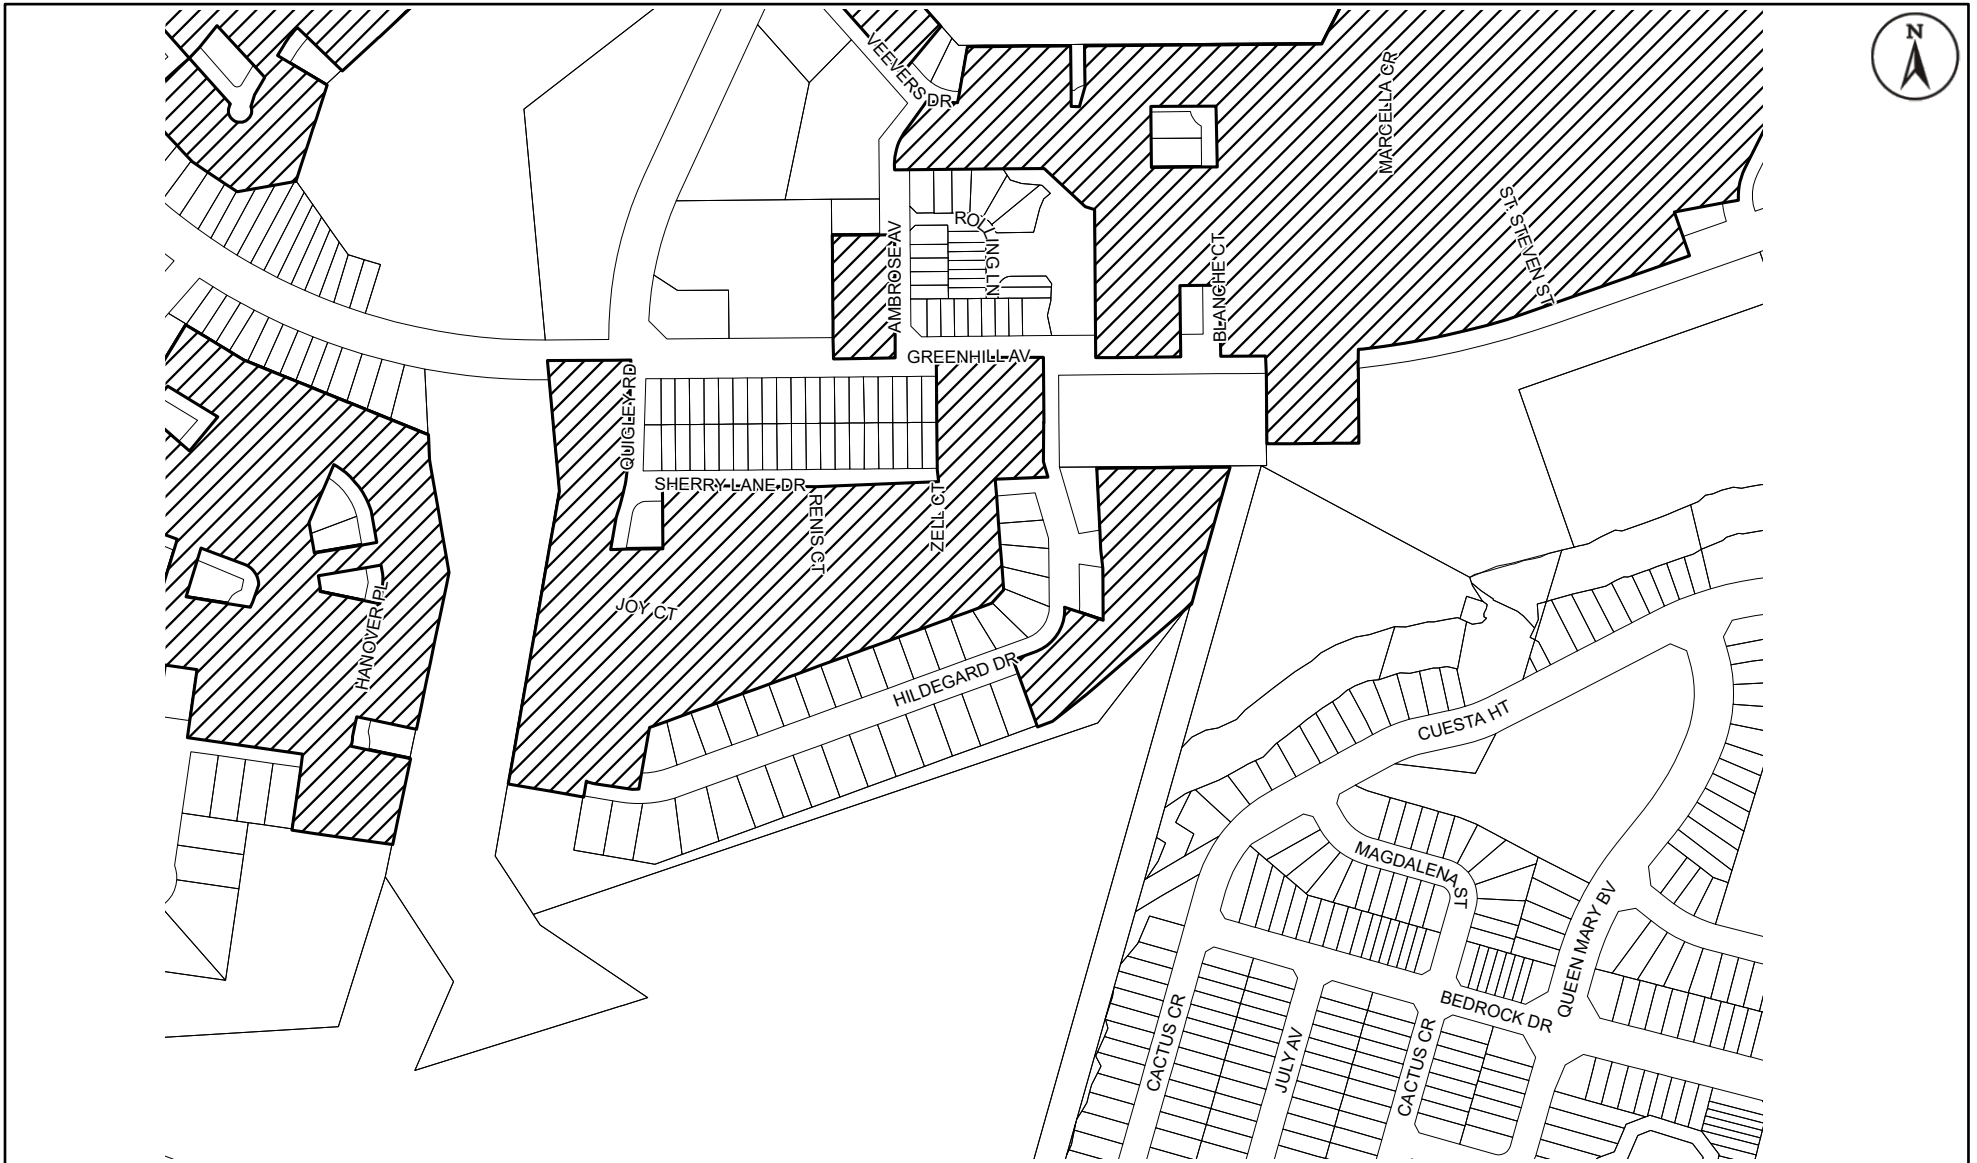 N
VEEVERS DR
MARCELLA CR
ST. STEVEN ST
ROLLING LN
AMBROSE AV
BLANCHE CT
GREENHILL AV
QUIGLEY RD
SHERRY LANE DR
RENIS CT
ZELL CT
JOY CT
HANOVER PL
HILDEGARD DR
CUESTA HT
MAGDALENA ST
QUEEN MARY BV
BEDROCK DR
CACTUS CR
JULY AV
CACTUS CR